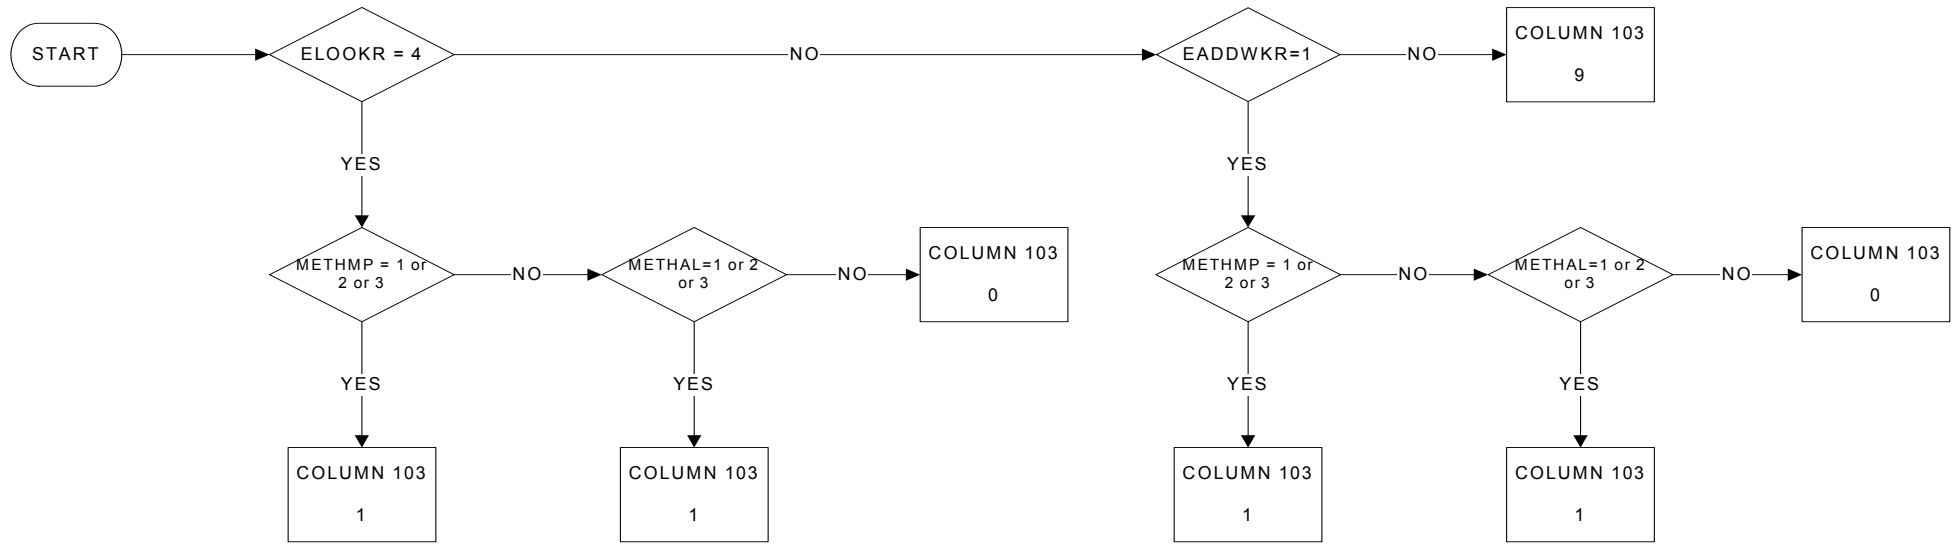 START
ELOOKR = 4
NO
EADDWKR=1
NO
COLUMN 103
9
YES
YES
METHMP = 1 or
2 or 3
NO
METHAL=1 or 2
or 3
NO
COLUMN 103
0
METHMP = 1 or
2 or 3
NO
METHAL=1 or 2
or 3
NO
COLUMN 103
0
YES
YES
YES
YES
COLUMN 103
1
COLUMN 103
1
COLUMN 103
1
COLUMN 103
1